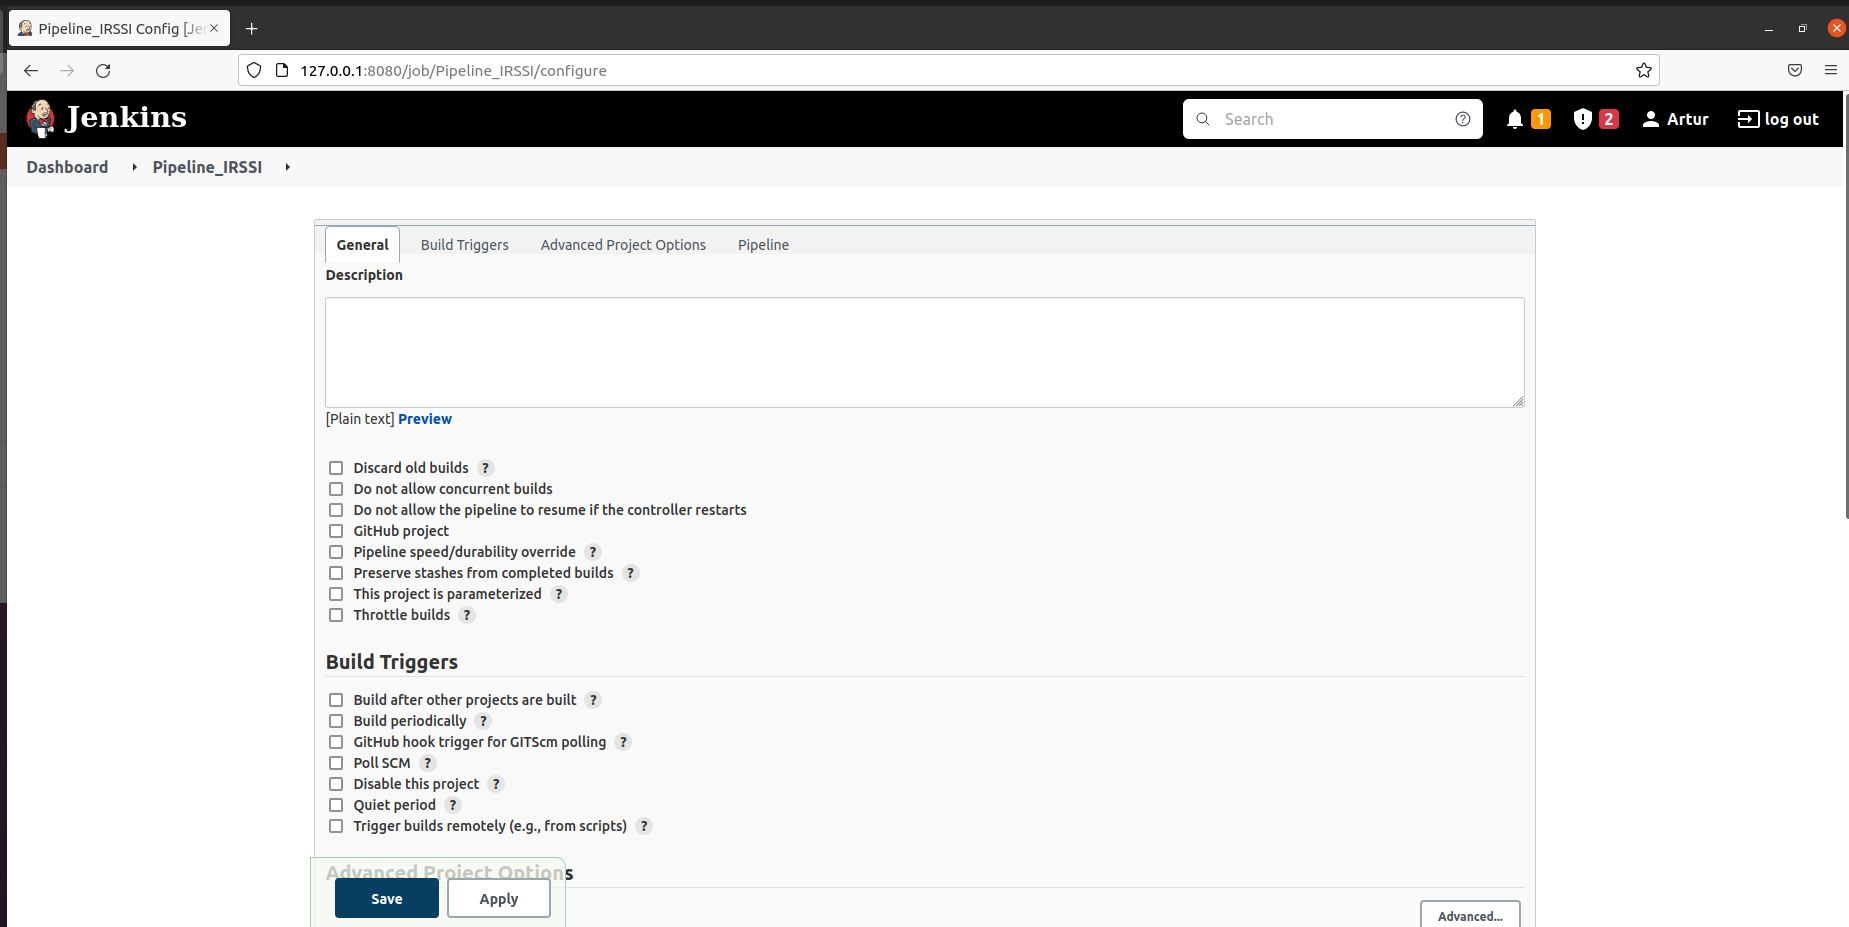 Pipeline_IRSSI Config [Je
127.0.0.1:8080/job/Pipeline_IRSSI/configure
Jenkins
Search
1
2
Artur
log out
Dashboard
Pipeline_IRSSI
General
Build Triggers
Advanced Project Options
Pipeline
Description
[Plain text] Preview
Discard old builds ?
Do not allow concurrent builds
Do not allow the pipeline to resume if the controller restarts
GitHub project
Pipeline speed/durability override ?
Preserve stashes from completed builds ?
This project is parameterized ?
Throttle builds ?
Build Triggers
Build after other projects are built ?
Build periodically ?
GitHub hook trigger for GITScm polling ?
Poll SCM ?
Disable this project ?
Quiet period ?
Trigger builds remotely (e.g., from scripts) ?
Advanced Project Options
Save
Apply
Advanced...